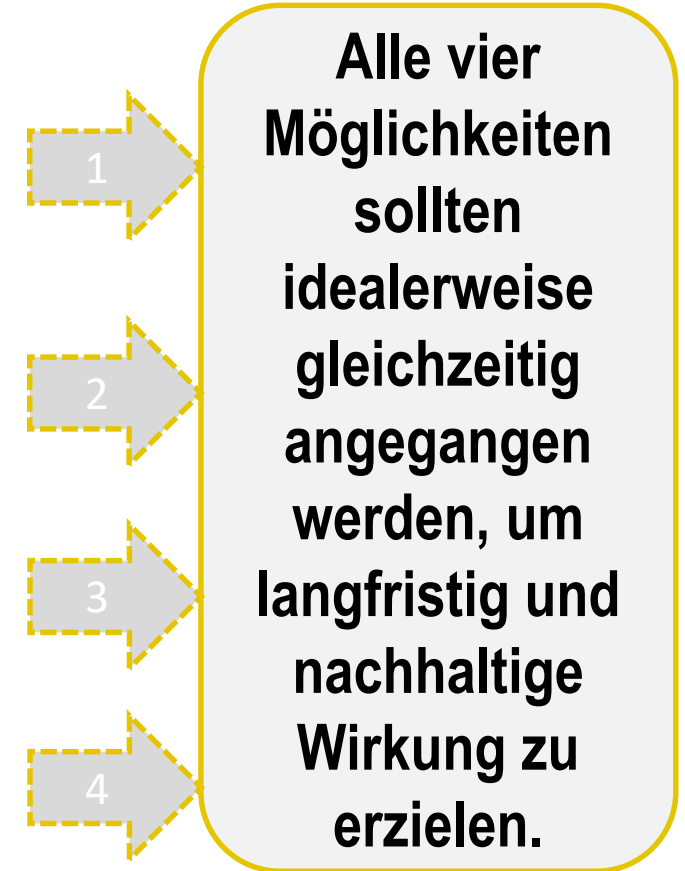 Alle vier
Möglichkeiten
sollten
idealerweise
gleichzeitig
angegangen
werden, um
langfristig und
nachhaltige
Wirkung zu
erzielen.
1
2
3
4